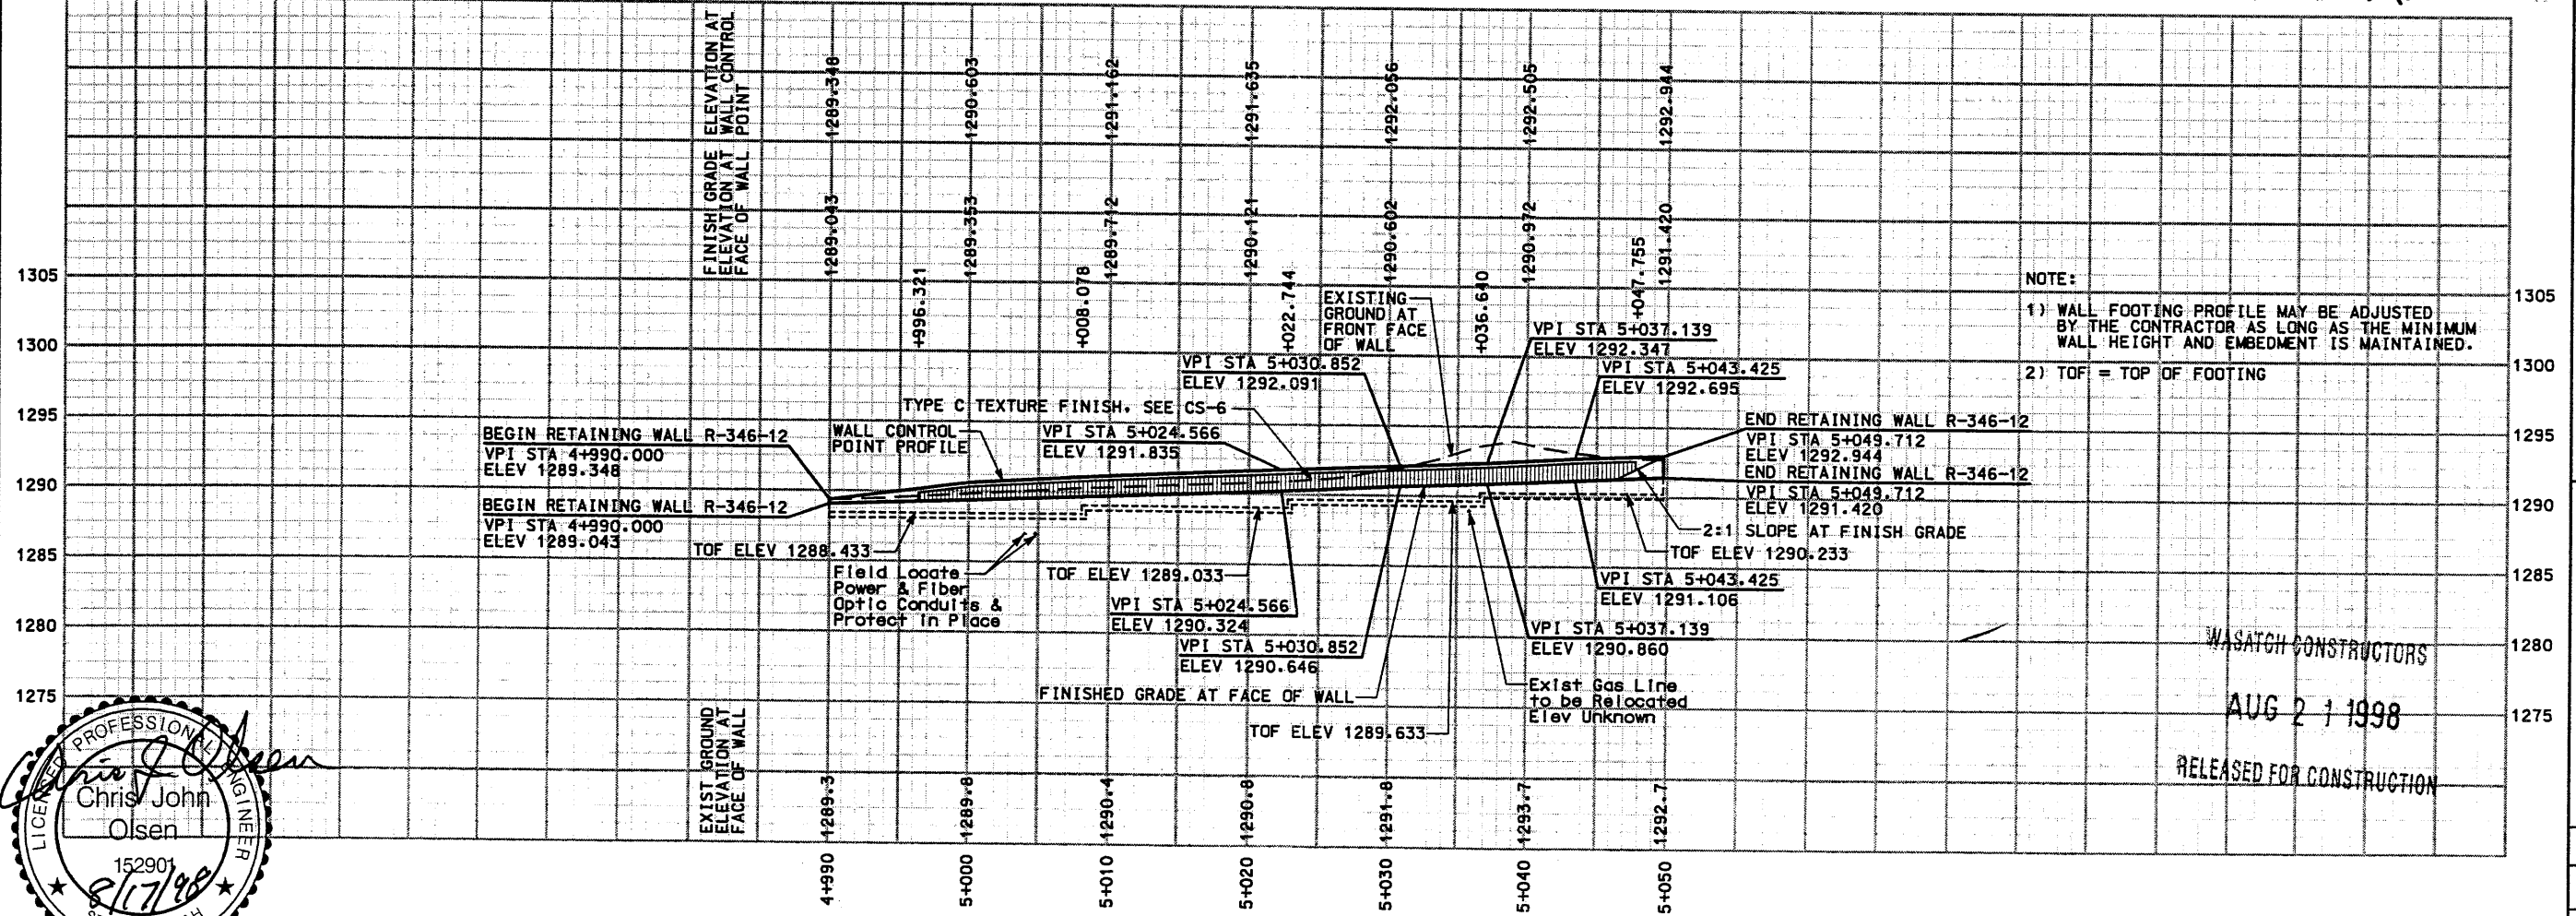 ELEVATION AT
WALL CONTROL
POINT
1289.348
1290.603
1291.162
1291.635
1292.056
1292.505
1292.944
FINISH GRADE
ELEVATION AT
FACE OF WALL
1289.043
1289.353
1289.712
1290.121
1290.602
1290.972
1291.420
+996.321
+008.078
+022.744
+036.640
+047.755
1305
1300
1295
1290
1285
1280
1275
EXISTING
GROUND AT
FRONT FACE
OF WALL
VPI STA 5+037.139
ELEV 1292.347
VPI STA 5+030.852
ELEV 1292.091
VPI STA 5+043.425
ELEV 1292.695
TYPE C TEXTURE FINISH. SEE CS-6
BEGIN RETAINING WALL R-346-12
VPI STA 4+990.000
ELEV 1289.348
WALL CONTROL
POINT PROFILE
VPI STA 5+024.566
ELEV 1291.835
END RETAINING WALL R-346-12
VPI STA 5+049.712
ELEV 1292.944
END RETAINING WALL R-346-12
VPI STA 5+049.712
ELEV 1291.420
BEGIN RETAINING WALL R-346-12
VPI STA 4+990.000
ELEV 1289.043
2:1 SLOPE AT FINISH GRADE
TOF ELEV 1288.433
TOF ELEV 1290.233
Field Locate
Power & Fiber
Optic Conduits &
Protect in Place
TOF ELEV 1289.033
VPI STA 5+043.425
ELEV 1291.106
VPI STA 5+024.566
ELEV 1290.324
VPI STA 5+037.139
ELEV 1290.860
VPI STA 5+030.852
ELEV 1290.646
FINISHED GRADE AT FACE OF WALL
Exist Gas Line
to be Relocated
Elev Unknown
TOF ELEV 1289.633
NOTE:
1) WALL FOOTING PROFILE MAY BE ADJUSTED
BY THE CONTRACTOR AS LONG AS THE MINIMUM
WALL HEIGHT AND EMBEDMENT IS MAINTAINED.
2) TOF = TOP OF FOOTING
1305
1300
1295
1290
1285
1280
1275
WASATCH CONSTRUCTORS
AUG 21 1998
RELEASED FOR CONSTRUCTION
EXIST GROUND
ELEVATION AT
FACE OF WALL
1289.3
1289.8
1290.4
1290.8
1291.8
1293.7
1292.7
4+990
5+000
5+010
5+020
5+030
5+040
5+050
LICENSED PROFESSIONAL ENGINEER
Chris J Olsen
Chris John
Olsen
152901
8/17/98